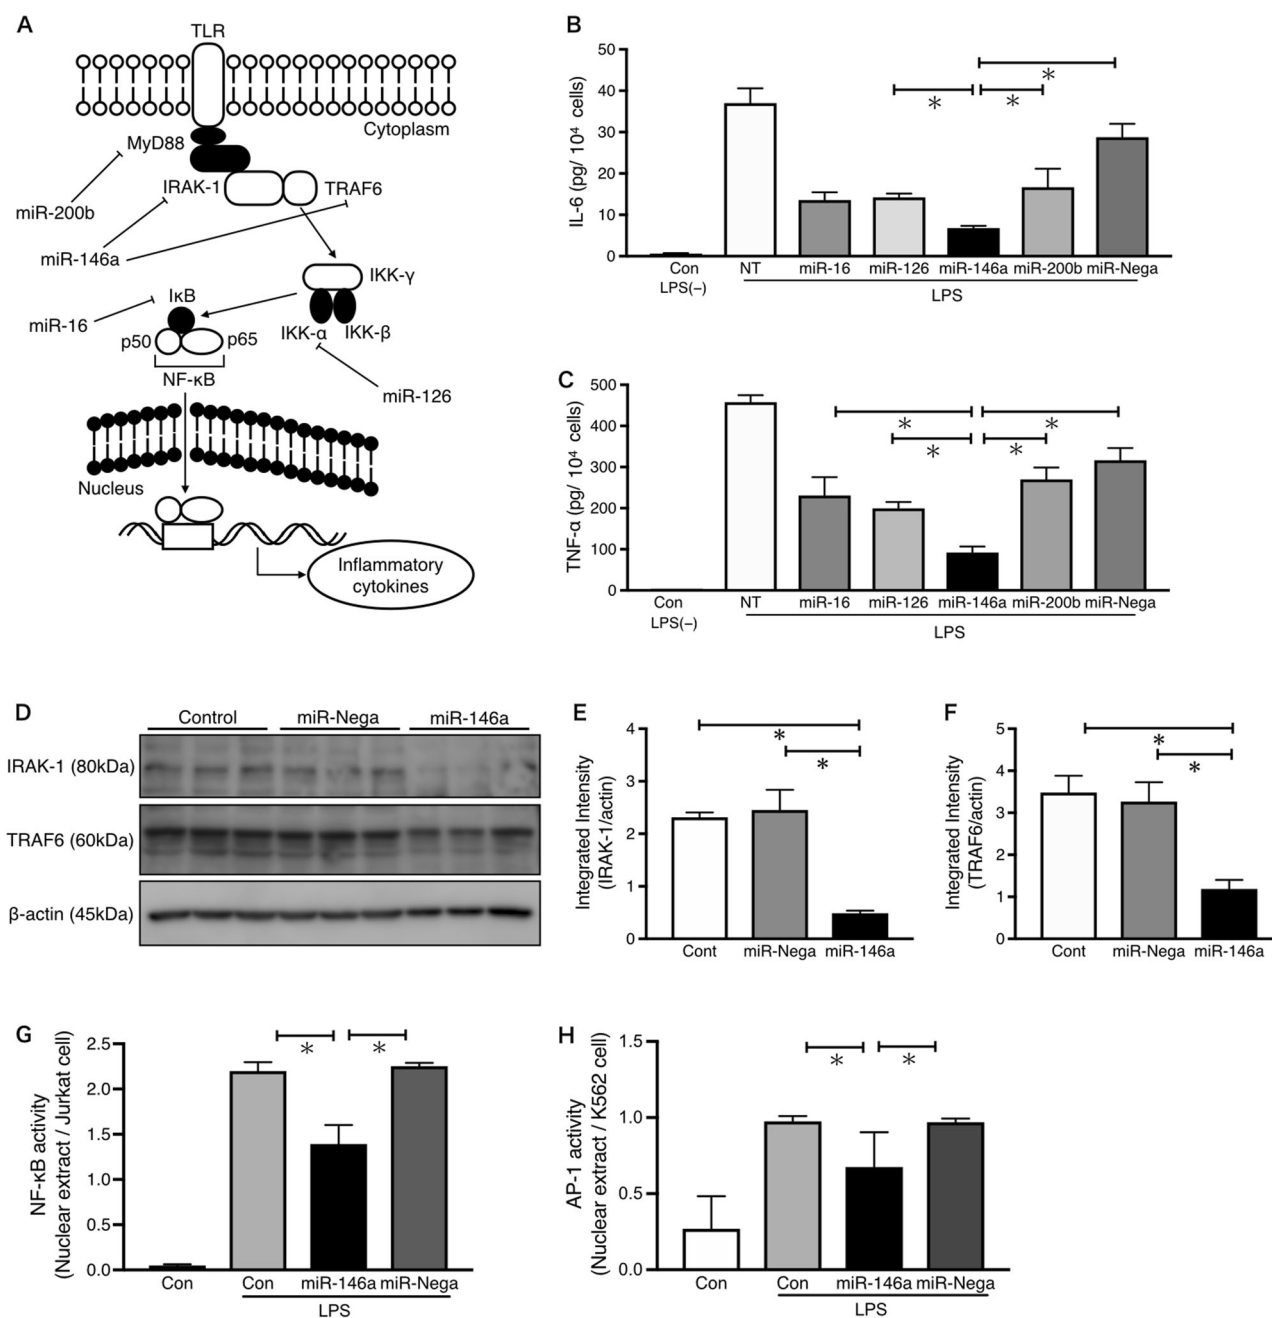 A
TLR
Cytoplasm
MyD88
IRAK-1
TRAF6
miR-200b
miR-146a
IKK-γ
IκB
miR-16
IKK-α IKK-β
p50 p65
NF-κB
miR-126
Nucleus
Inflammatory
cytokines
B
IL-6 (pg/ 10⁴ cells)
50
40
30
20
10
0
* * *
Con NT miR-16 miR-126 miR-146a miR-200b miR-Nega
LPS(−)
LPS
C
TNF-α (pg/ 10⁴ cells)
500
400
300
200
100
0
* *
* *
Con NT miR-16 miR-126 miR-146a miR-200b miR-Nega
LPS(−)
LPS
D
Control miR-Nega miR-146a
IRAK-1 (80kDa)
TRAF6 (60kDa)
β-actin (45kDa)
E
Integrated Intensity
(IRAK-1/actin)
4
3
2
1
0
*
*
Cont miR-Nega miR-146a
F
Integrated Intensity
(TRAF6/actin)
5
4
3
2
1
0
*
*
Cont miR-Nega miR-146a
G
NF-κB activity
(Nuclear extract / Jurkat cell)
2.5
2.0
1.5
1.0
0.5
0.0
* *
Con Con miR-146a miR-Nega
LPS
H
AP-1 activity
(Nuclear extract / K562 cell)
1.5
1.0
0.5
0.0
* *
Con Con miR-146a miR-Nega
LPS